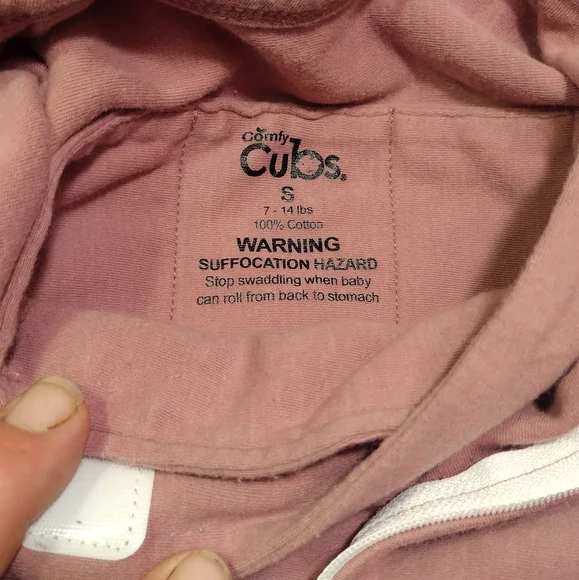 Comfy
Cubs.
S
7 - 14 lbs
100% Cotton
WARNING
SUFFOCATION HAZARD
Stop swaddling when baby
can roll from back to stomach